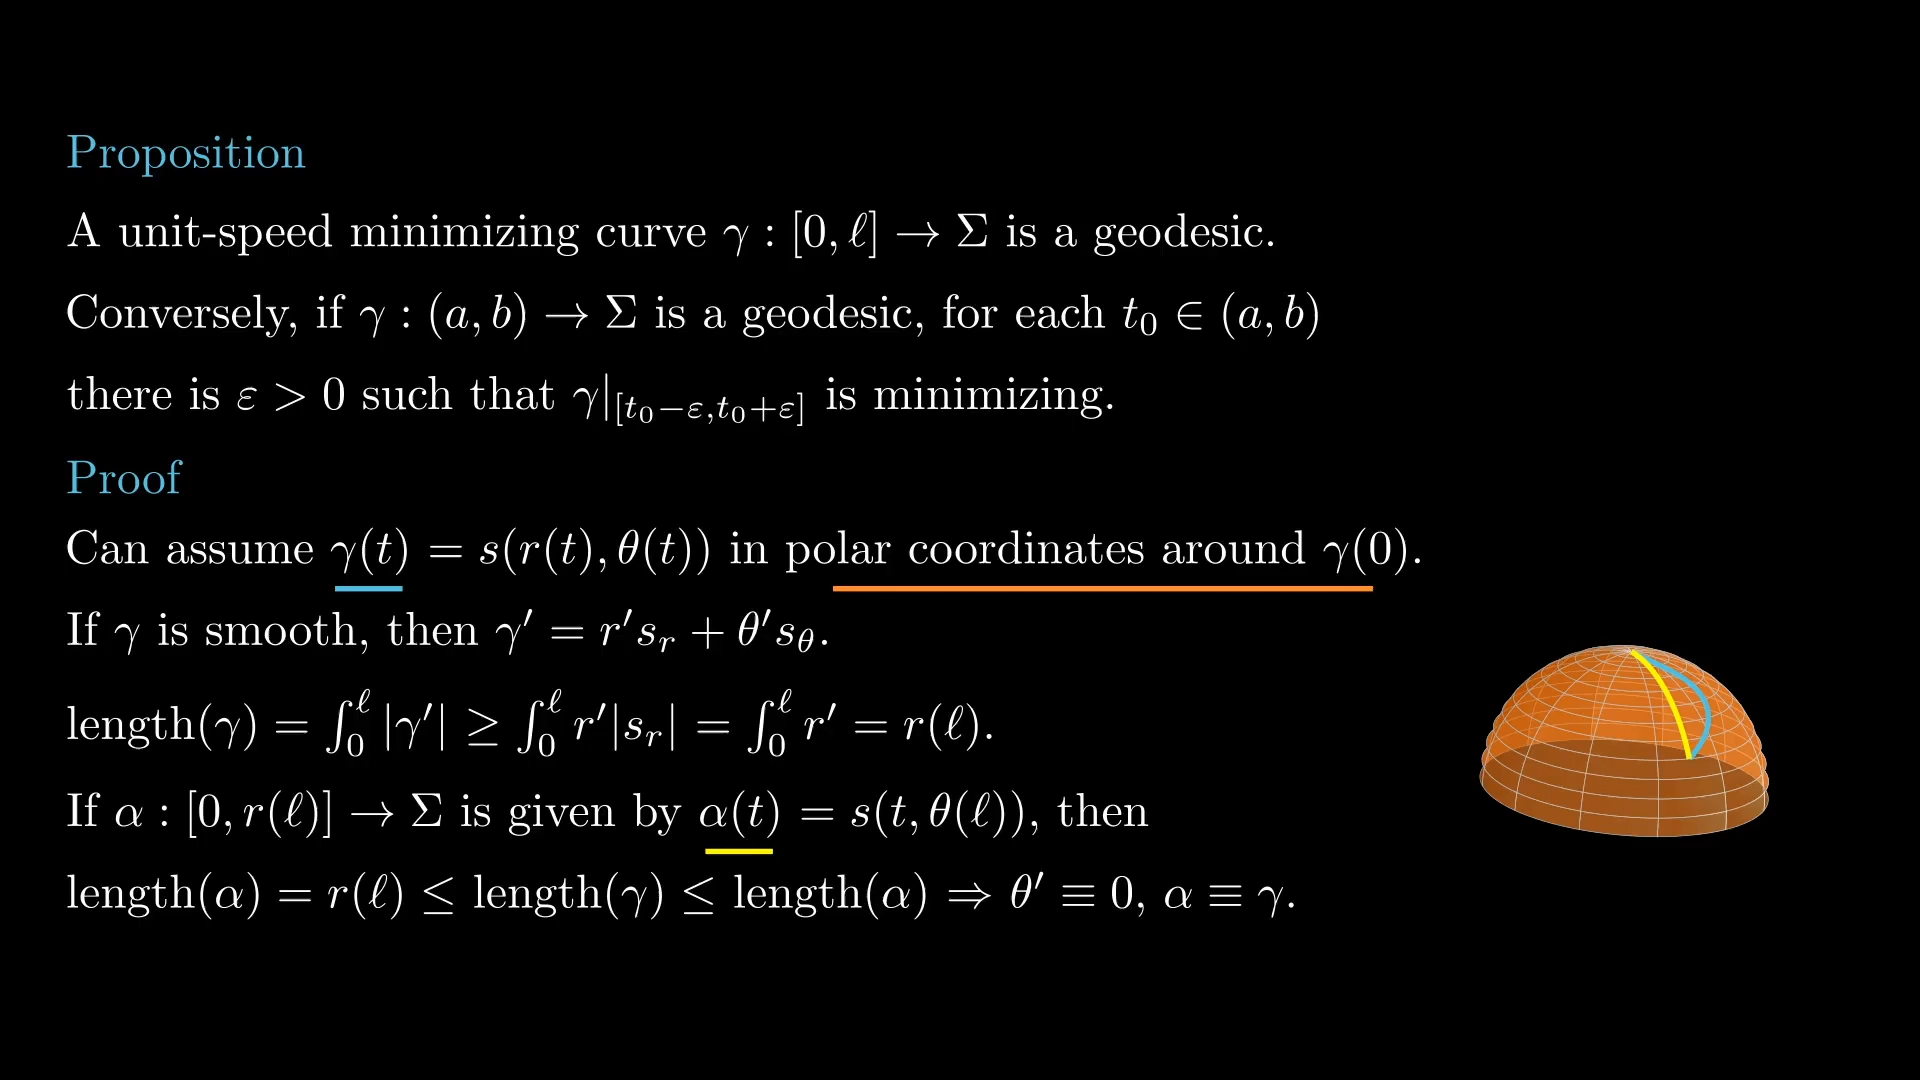 Proposition
A unit-speed minimizing curve γ : [0, ℓ] → Σ is a geodesic.
Conversely, if γ : (a, b) → Σ is a geodesic, for each t₀ ∈ (a, b)
there is ε > 0 such that γ|_[t₀−ε,t₀+ε] is minimizing.
Proof
Can assume γ(t) = s(r(t), θ(t)) in polar coordinates around γ(0).
If γ is smooth, then γ′ = r′s_r + θ′s_θ.
length(γ) = ∫₀^ℓ |γ′| ≥ ∫₀^ℓ r′|s_r| = ∫₀^ℓ r′ = r(ℓ).
If α : [0, r(ℓ)] → Σ is given by α(t) = s(t, θ(ℓ)), then
length(α) = r(ℓ) ≤ length(γ) ≤ length(α) ⇒ θ′ ≡ 0, α ≡ γ.